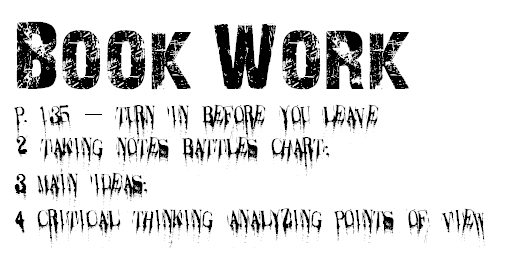 Book Work
P. 135 – TURN IN BEFORE YOU LEAVE
2 TAKING NOTES BATTLES CHART;
3 MAIN IDEAS;
4 CRITICAL THINKING ANALYZING POINTS OF VIEW